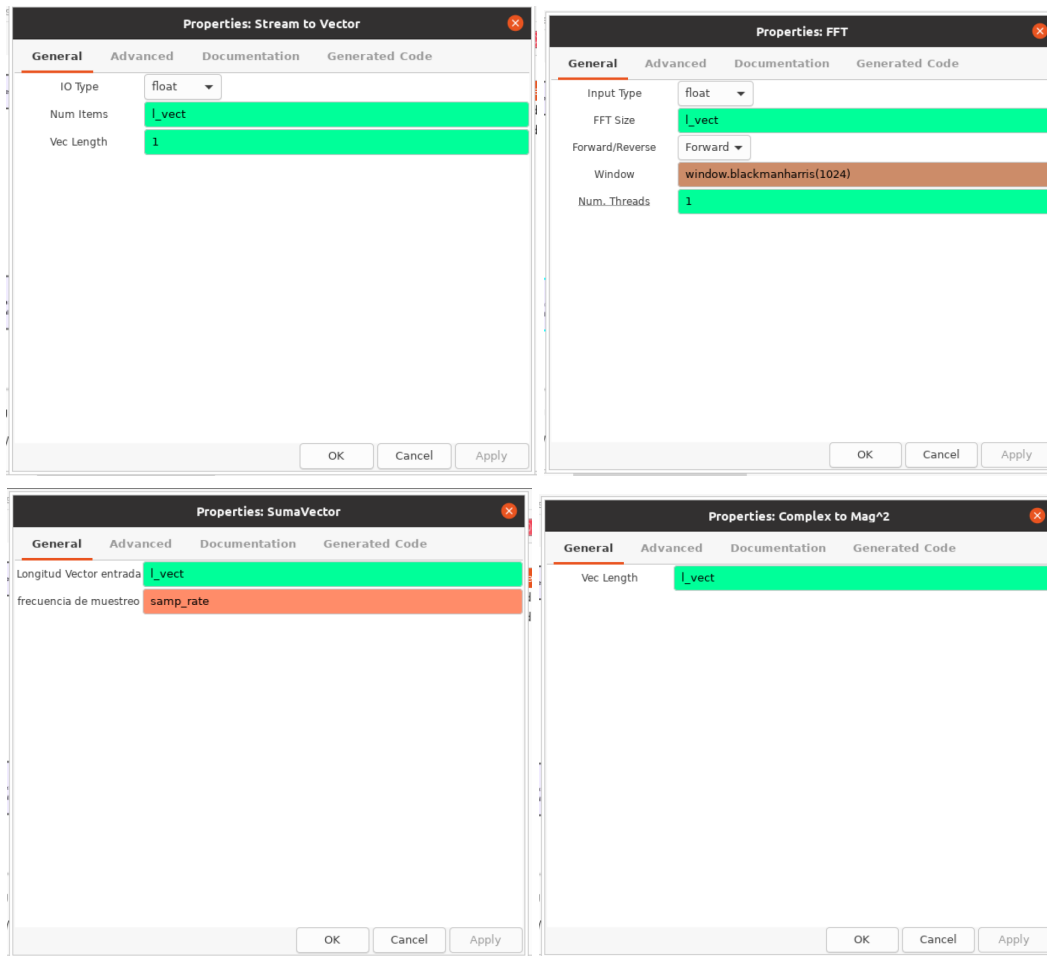 Properties: Stream to Vector
General Advanced Documentation Generated Code
IO Type float
Num Items l_vect
Vec Length 1
OK Cancel Apply
Properties: FFT
General Advanced Documentation Generated Code
Input Type float
FFT Size l_vect
Forward/Reverse Forward
Window window.blackmanharris(1024)
Num. Threads 1
OK Cancel Apply
Properties: SumaVector
General Advanced Documentation Generated Code
Longitud Vector entrada l_vect
frecuencia de muestreo samp_rate
OK Cancel Apply
Properties: Complex to Mag^2
General Advanced Documentation Generated Code
Vec Length l_vect
OK Cancel Apply